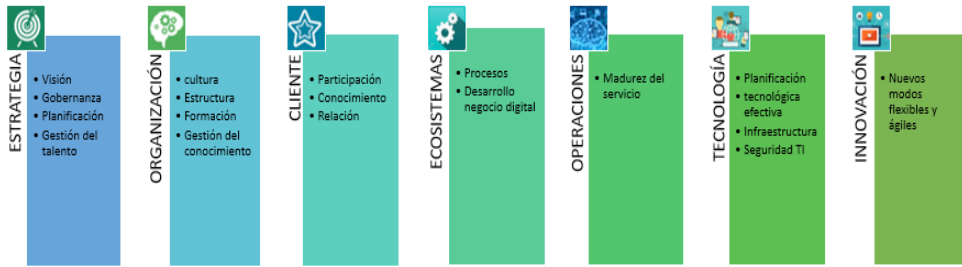 ESTRATEGIA
• Visión
• Gobernanza
• Planificación
• Gestión del
talento
ORGANIZACIÓN
• cultura
• Estructura
• Formación
• Gestión del
conocimiento
CLIENTE
• Participación
• Conocimiento
• Relación
ECOSISTEMAS
• Procesos
• Desarrollo
negocio digital
OPERACIONES
• Madurez del
servicio
TECNOLOGÍA
• Planificación
• tecnológica
efectiva
• Infraestructura
• Seguridad TI
INNOVACIÓN
• Nuevos
modos
flexibles y
ágiles